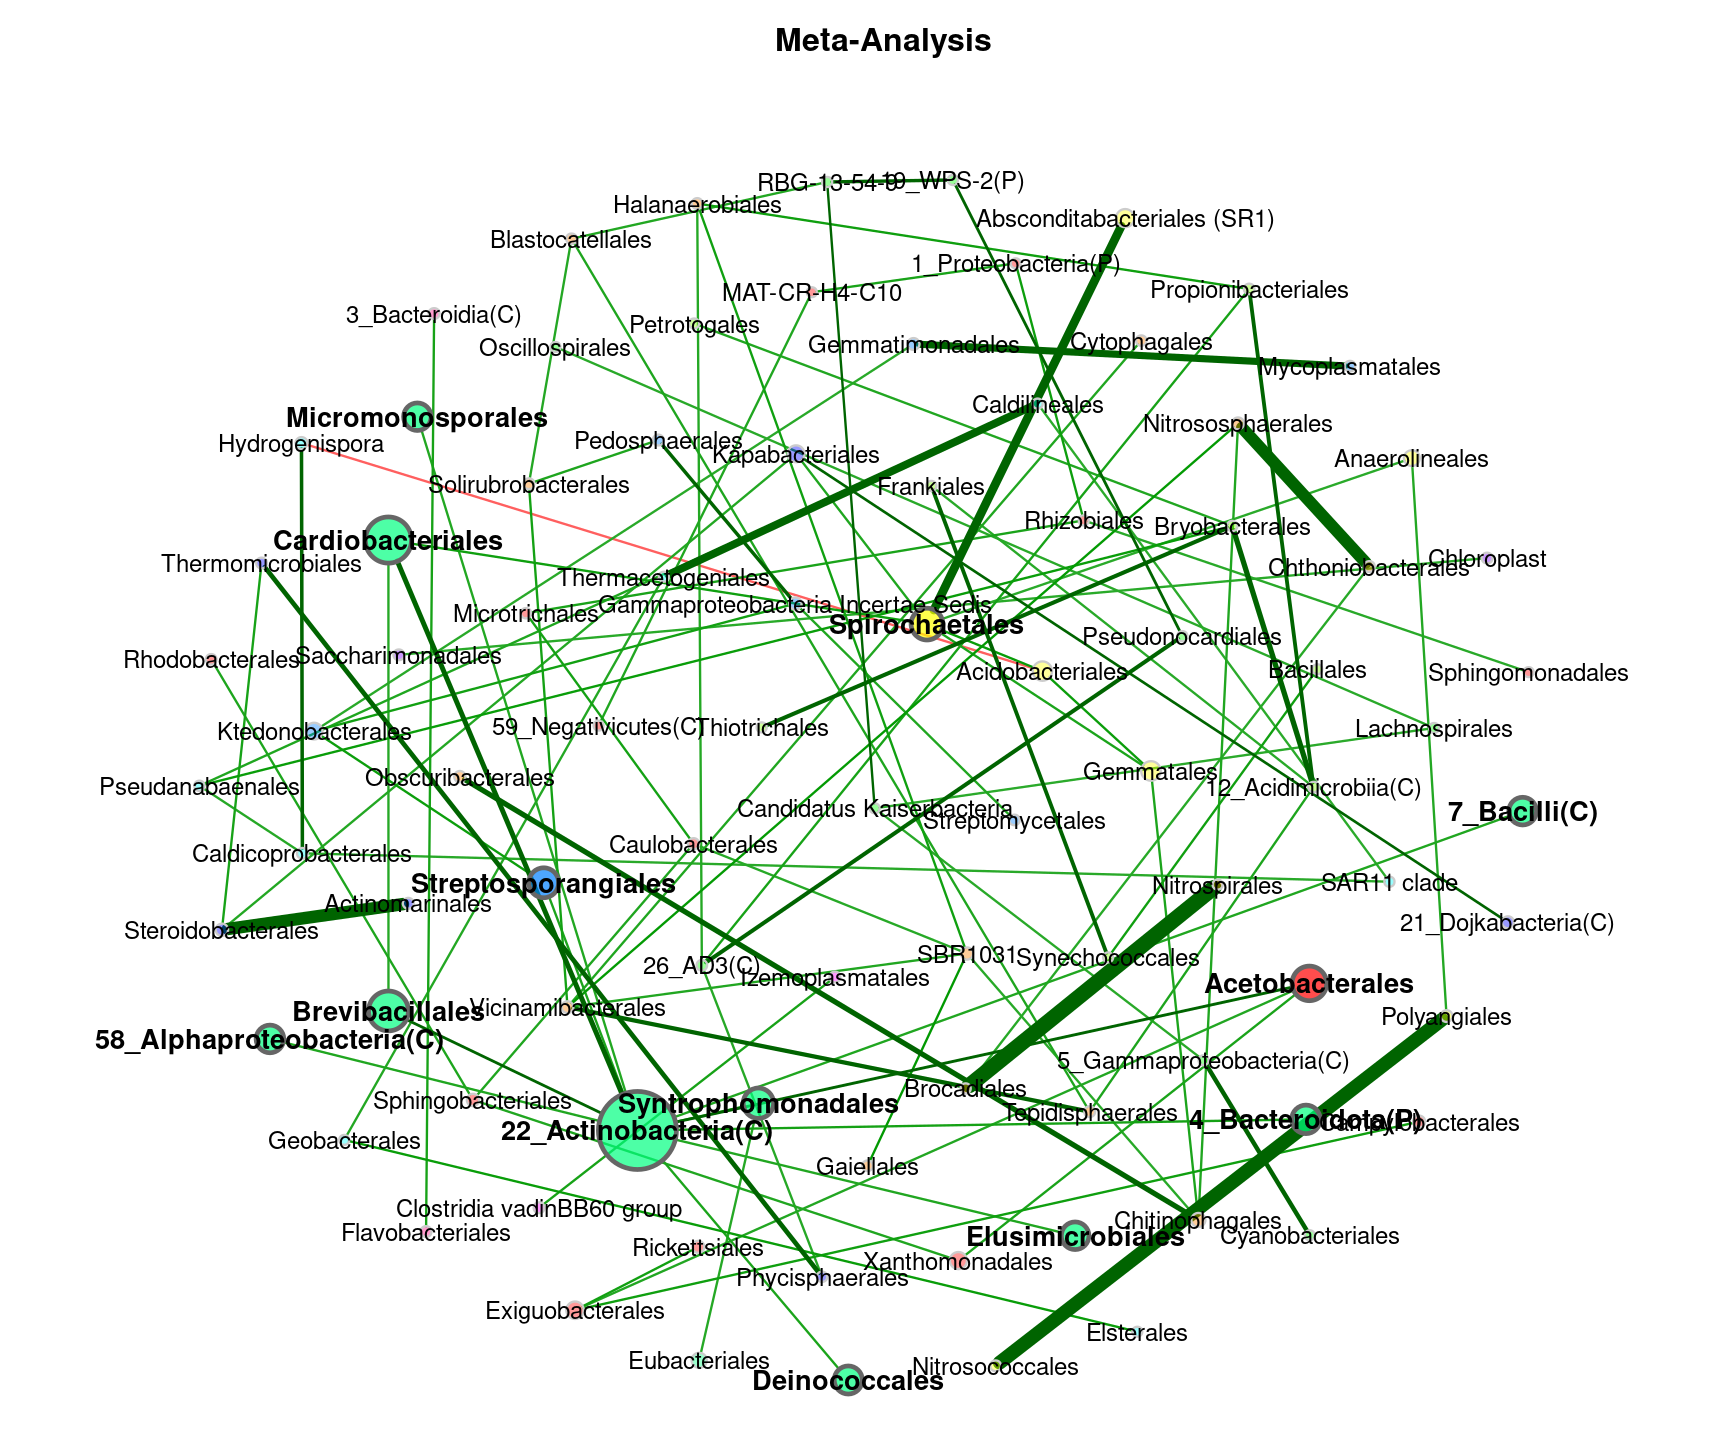 Meta-Analysis
RBG-13-54-9
19_WPS-2(P)
Halanaerobiales
Absconditabacteriales (SR1)
Blastocatellales
1_Proteobacteria(P)
MAT-CR-H4-C10
Propionibacteriales
3_Bacteroidia(C)
Petrotogales
Oscillospirales
Gemmatimonadales
Cytophagales
Mycoplasmatales
Caldilineales
Micromonosporales
Nitrososphaerales
Hydrogenispora
Pedosphaerales
Kapabacteriales
Anaerolineales
Solirubrobacterales
Frankiales
Rhizobiales
Bryobacterales
Cardiobacteriales
Thermomicrobiales
Chloroplast
Chthoniobacterales
Thermacetogeniales
Gammaproteobacteria Incertae Sedis
Microtrichales
Spirochaetales
Pseudonocardiales
Rhodobacterales
Saccharimonadales
Acidobacteriales
Bacillales
Sphingomonadales
Ktedonobacterales
59_Negativicutes(C)
Thiotrichales
Lachnospirales
Obscuribacterales
Gemmatales
Pseudanabaenales
12_Acidimicrobiia(C)
Candidatus Kaiserbacteria
7_Bacilli(C)
Streptomycetales
Caulobacterales
Caldicoprobacterales
Streptosporangiales
Nitrospirales
SAR11 clade
Actinomarinales
21_Dojkabacteria(C)
Steroidobacterales
SBR1031
Synechococcales
26_AD3(C)
Izemoplasmatales
Acetobacterales
Vicinamibacterales
Brevibacillales
Polyangiales
58_Alphaproteobacteria(C)
5_Gammaproteobacteria(C)
Brocadiales
Sphingobacteriales
Syntrophomonadales
Tepidisphaerales
4_Bacteroidota(P)
Campylobacterales
22_Actinobacteria(C)
Geobacterales
Gaiellales
Clostridia vadinBB60 group
Chitinophagales
Flavobacteriales
Elusimicrobiales
Cyanobacteriales
Rickettsiales
Xanthomonadales
Phycisphaerales
Exiguobacterales
Elsterales
Eubacteriales
Nitrosococcales
Deinococcales